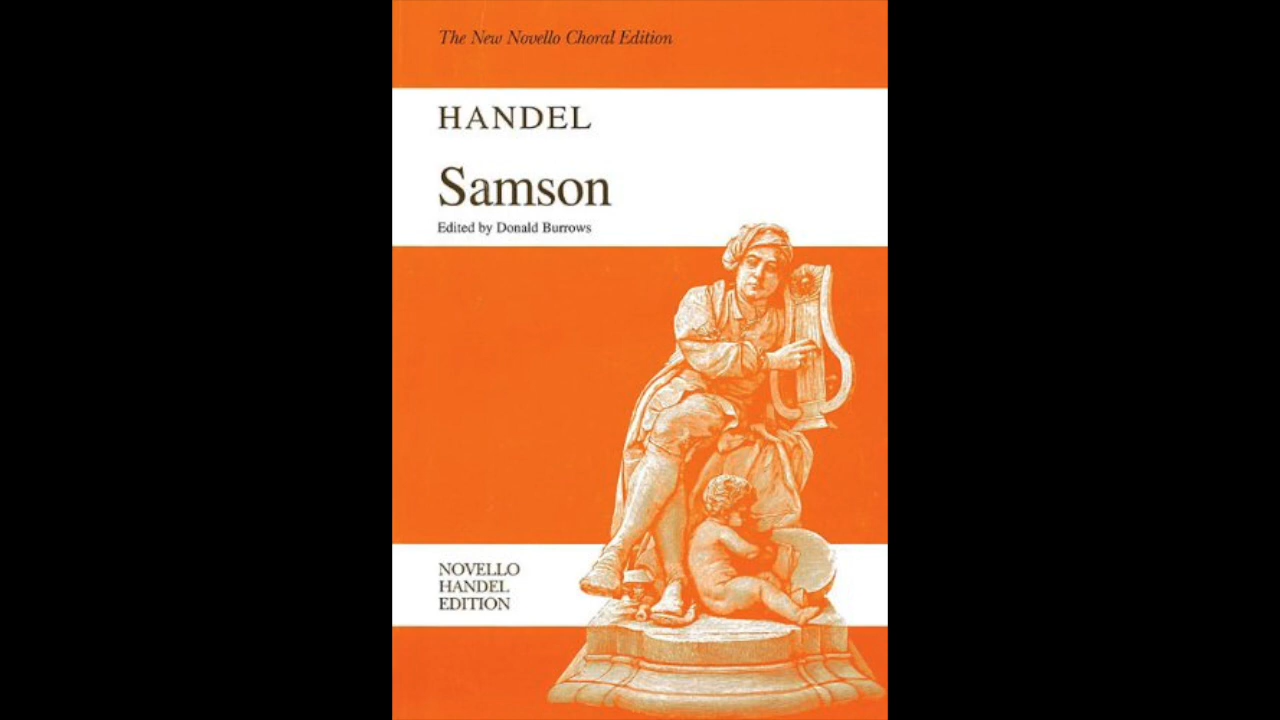 The New Novello Choral Edition
HANDEL
Samson
Edited by Donald Burrows
NOVELLO
HANDEL
EDITION